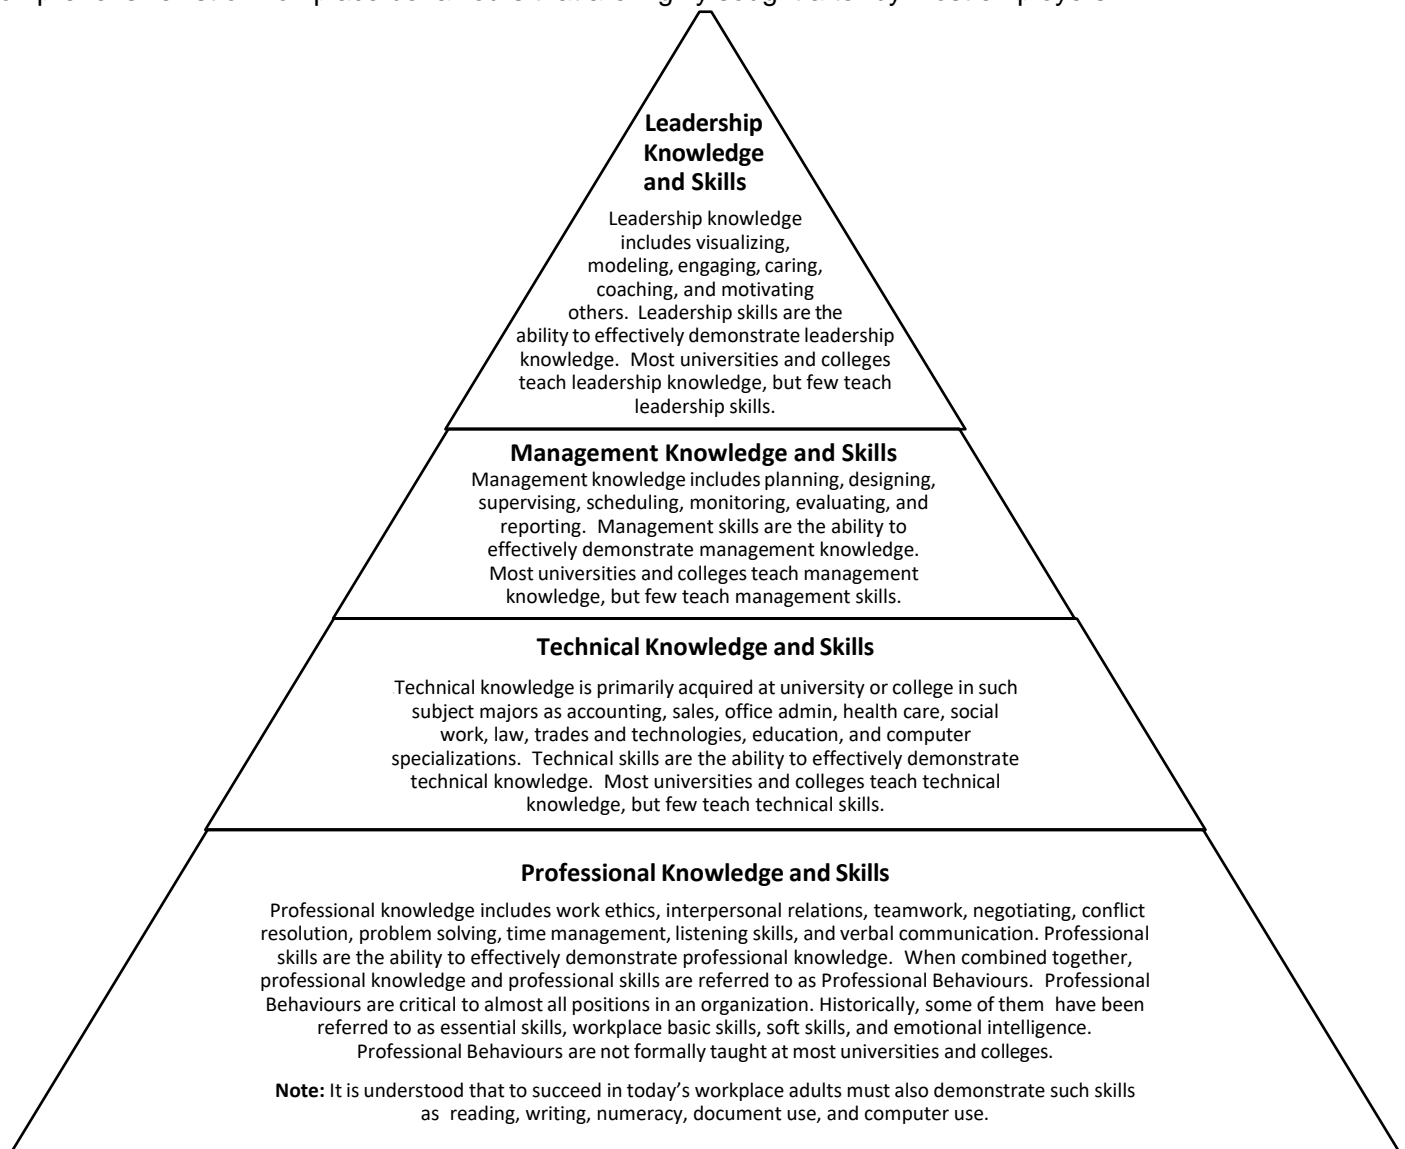 Leadership
Knowledge
and Skills
Leadership knowledge
includes visualizing,
modeling, engaging, caring,
coaching, and motivating
others.  Leadership skills are the
ability to effectively demonstrate leadership
knowledge.  Most universities and colleges
teach leadership knowledge, but few teach
leadership skills.
Management Knowledge and Skills
Management knowledge includes planning, designing,
supervising, scheduling, monitoring, evaluating, and
reporting.  Management skills are the ability to
effectively demonstrate management knowledge.
Most universities and colleges teach management
knowledge, but few teach management skills.
Technical Knowledge and Skills
Technical knowledge is primarily acquired at university or college in such
subject majors as accounting, sales, office admin, health care, social
work, law, trades and technologies, education, and computer
specializations.  Technical skills are the ability to effectively demonstrate
technical knowledge.  Most universities and colleges teach technical
knowledge, but few teach technical skills.
Professional Knowledge and Skills
Professional knowledge includes work ethics, interpersonal relations, teamwork, negotiating, conflict
resolution, problem solving, time management, listening skills, and verbal communication. Professional
skills are the ability to effectively demonstrate professional knowledge.  When combined together,
professional knowledge and professional skills are referred to as Professional Behaviours.  Professional
Behaviours are critical to almost all positions in an organization. Historically, some of them  have been
referred to as essential skills, workplace basic skills, soft skills, and emotional intelligence.
Professional Behaviours are not formally taught at most universities and colleges.
Note: It is understood that to succeed in today’s workplace adults must also demonstrate such skills
as  reading, writing, numeracy, document use, and computer use.